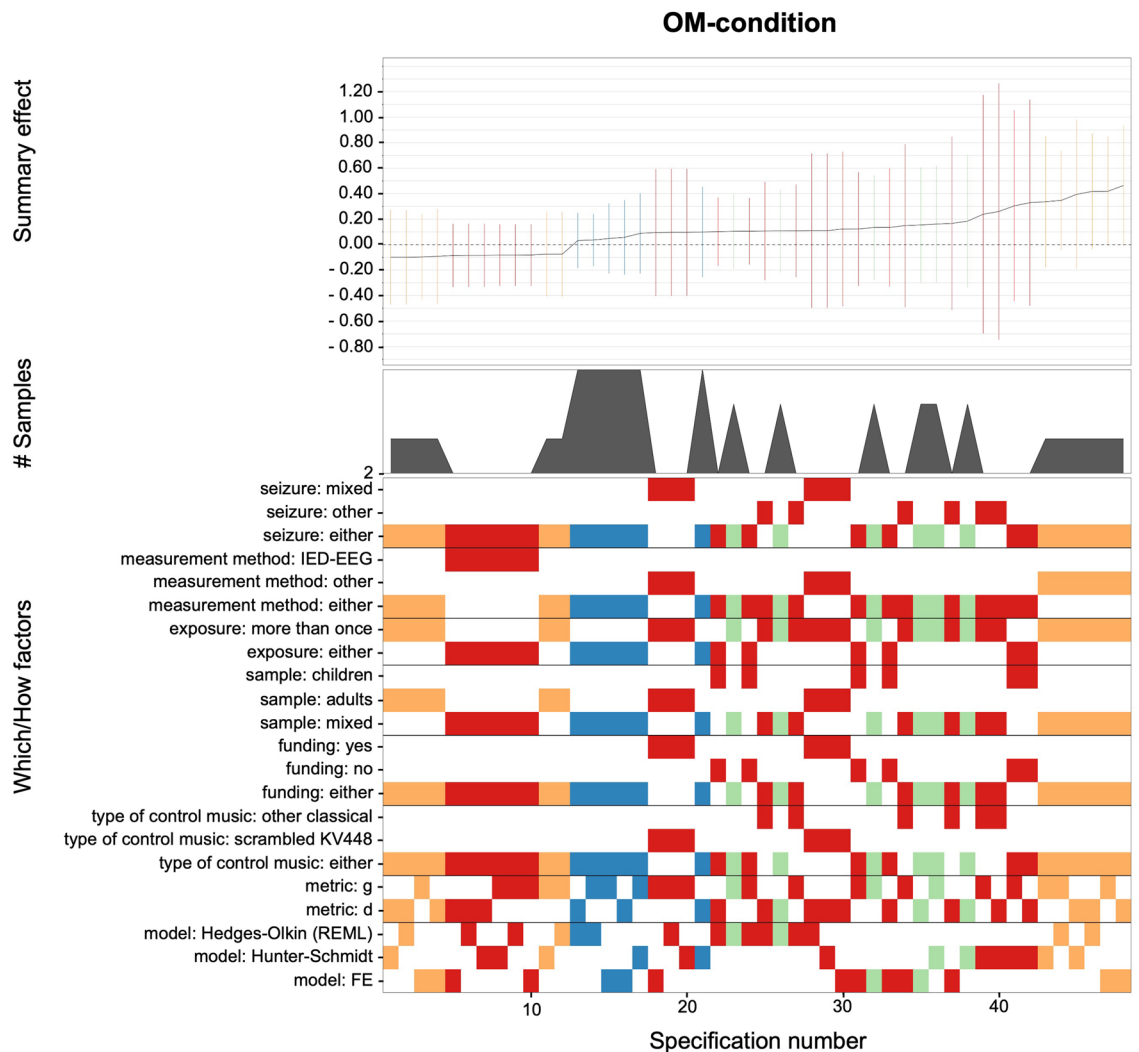 OM-condition
Summary effect
1.20
1.00
0.80
0.60
0.40
0.20
0.00
- 0.20
- 0.40
- 0.60
- 0.80
# Samples
2
Which/How factors
seizure: mixed
seizure: other
seizure: either
measurement method: IED-EEG
measurement method: other
measurement method: either
exposure: more than once
exposure: either
sample: children
sample: adults
sample: mixed
funding: yes
funding: no
funding: either
type of control music: other classical
type of control music: scrambled KV448
type of control music: either
metric: g
metric: d
model: Hedges-Olkin (REML)
model: Hunter-Schmidt
model: FE
10 20 30 40
Specification number